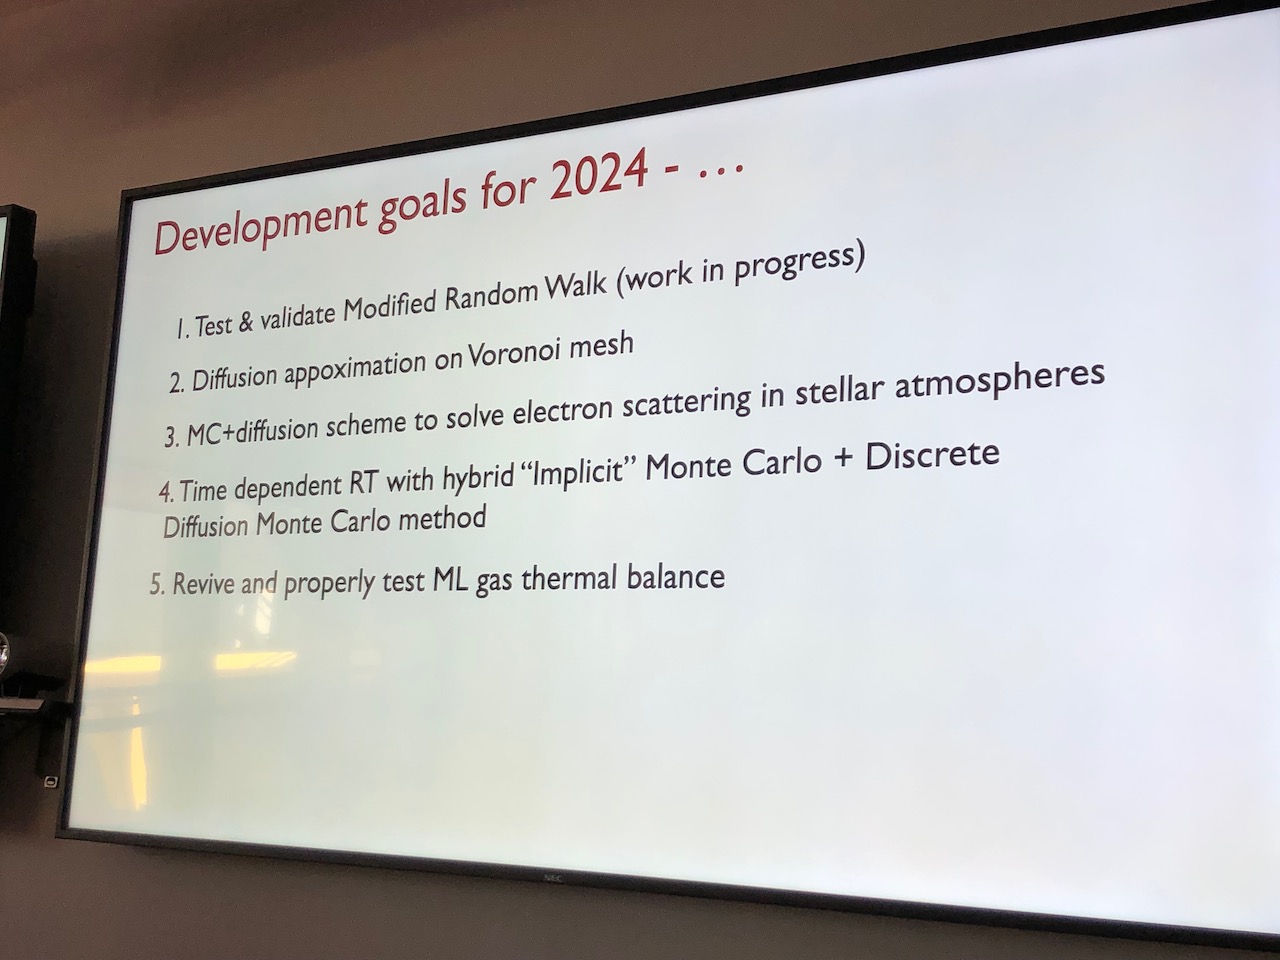 Development goals for 2024 - …
1. Test & validate Modified Random Walk (work in progress)
2. Diffusion appoximation on Voronoi mesh
3. MC+diffusion scheme to solve electron scattering in stellar atmospheres
4. Time dependent RT with hybrid “Implicit” Monte Carlo + Discrete
Diffusion Monte Carlo method
5. Revive and properly test ML gas thermal balance
NEC